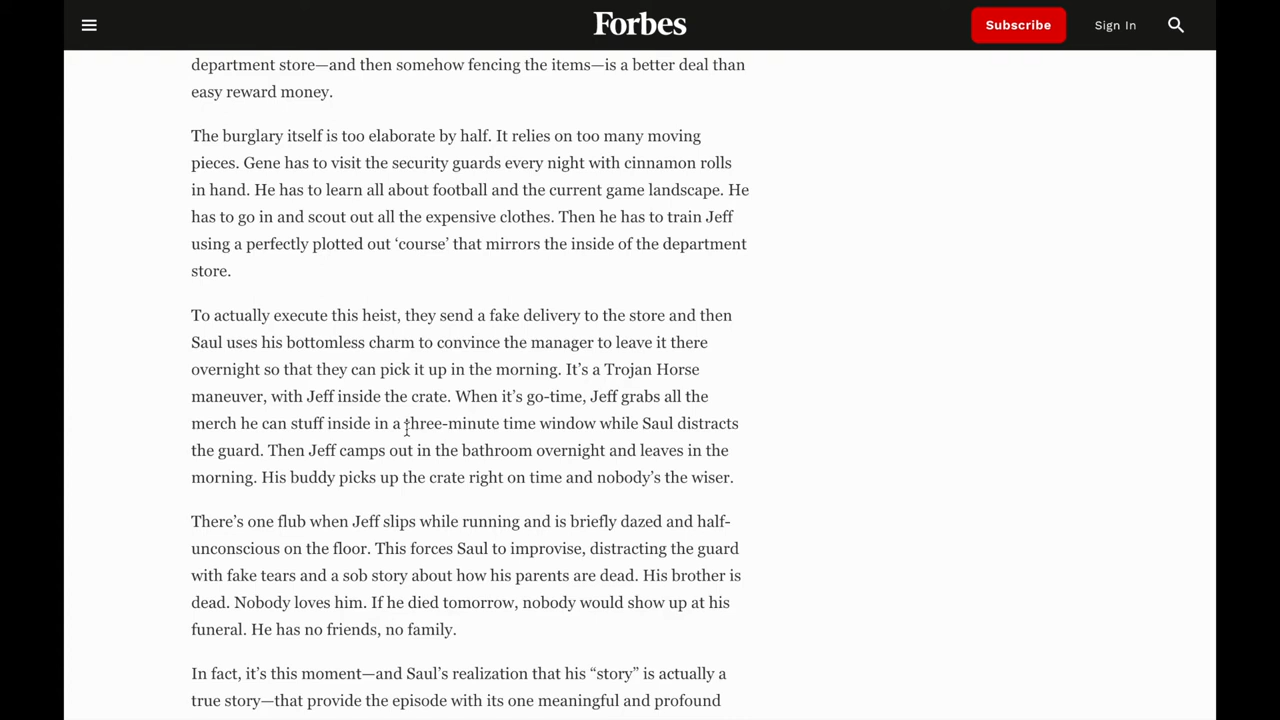 Forbes
Subscribe
Sign In
department store—and then somehow fencing the items—is a better deal than
easy reward money.
The burglary itself is too elaborate by half. It relies on too many moving
pieces. Gene has to visit the security guards every night with cinnamon rolls
in hand. He has to learn all about football and the current game landscape. He
has to go in and scout out all the expensive clothes. Then he has to train Jeff
using a perfectly plotted out ‘course’ that mirrors the inside of the department
store.
To actually execute this heist, they send a fake delivery to the store and then
Saul uses his bottomless charm to convince the manager to leave it there
overnight so that they can pick it up in the morning. It’s a Trojan Horse
maneuver, with Jeff inside the crate. When it’s go-time, Jeff grabs all the
merch he can stuff inside in a three-minute time window while Saul distracts
the guard. Then Jeff camps out in the bathroom overnight and leaves in the
morning. His buddy picks up the crate right on time and nobody’s the wiser.
There’s one flub when Jeff slips while running and is briefly dazed and half-
unconscious on the floor. This forces Saul to improvise, distracting the guard
with fake tears and a sob story about how his parents are dead. His brother is
dead. Nobody loves him. If he died tomorrow, nobody would show up at his
funeral. He has no friends, no family.
In fact, it’s this moment—and Saul’s realization that his “story” is actually a
true story—that provide the episode with its one meaningful and profound